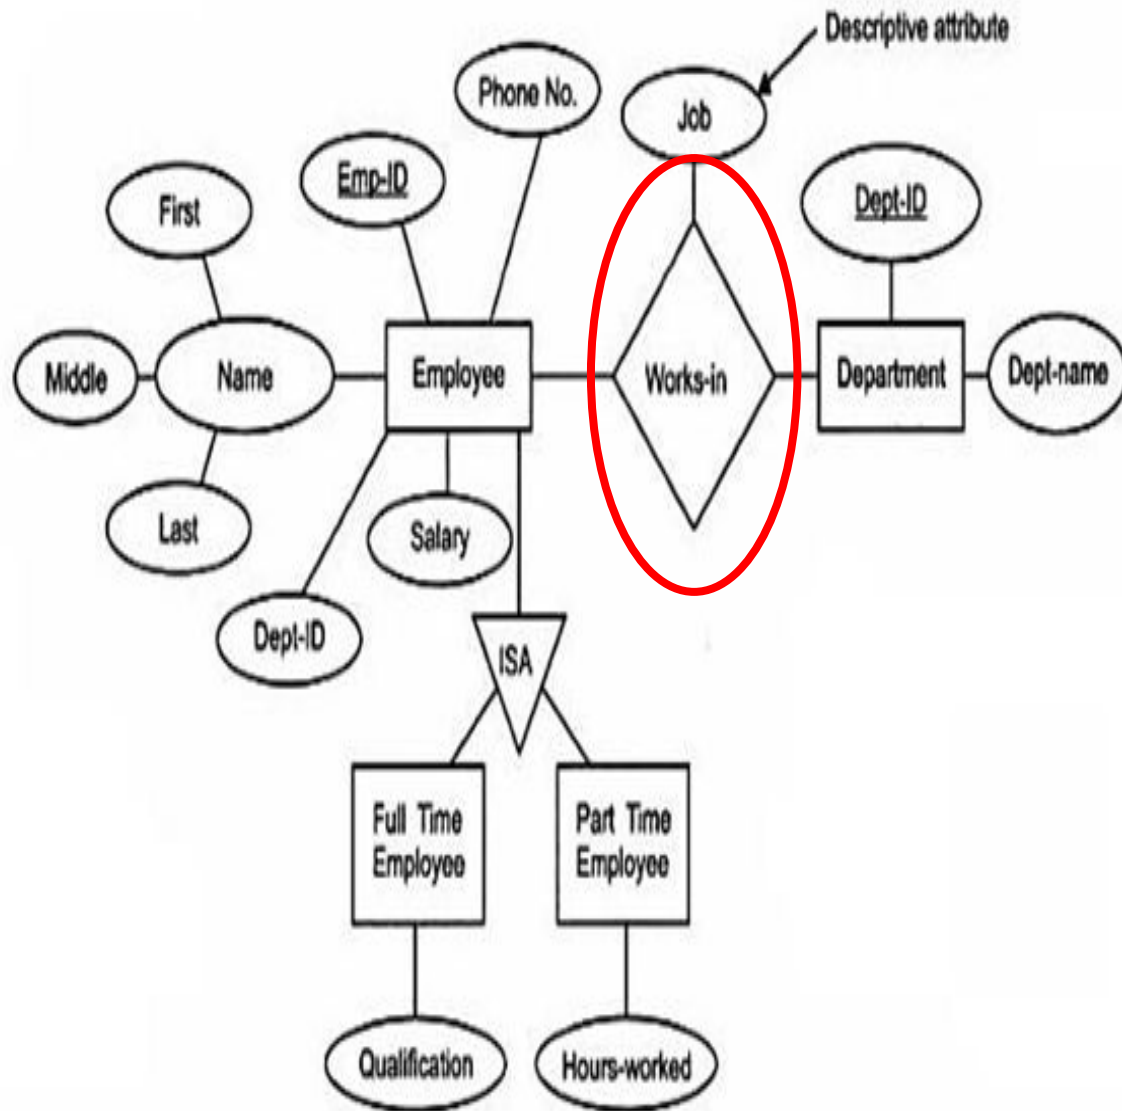 Descriptive attribute
Phone No.
Job
Emp-ID
Dept-ID
First
Middle
Name
Employee
Works-in
Department
Dept-name
Last
Salary
Dept-ID
ISA
Full Time
Employee
Part Time
Employee
Qualification
Hours-worked